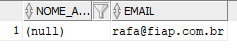 NOME_A... EMAIL
1 (null) rafa@fiap.com.br